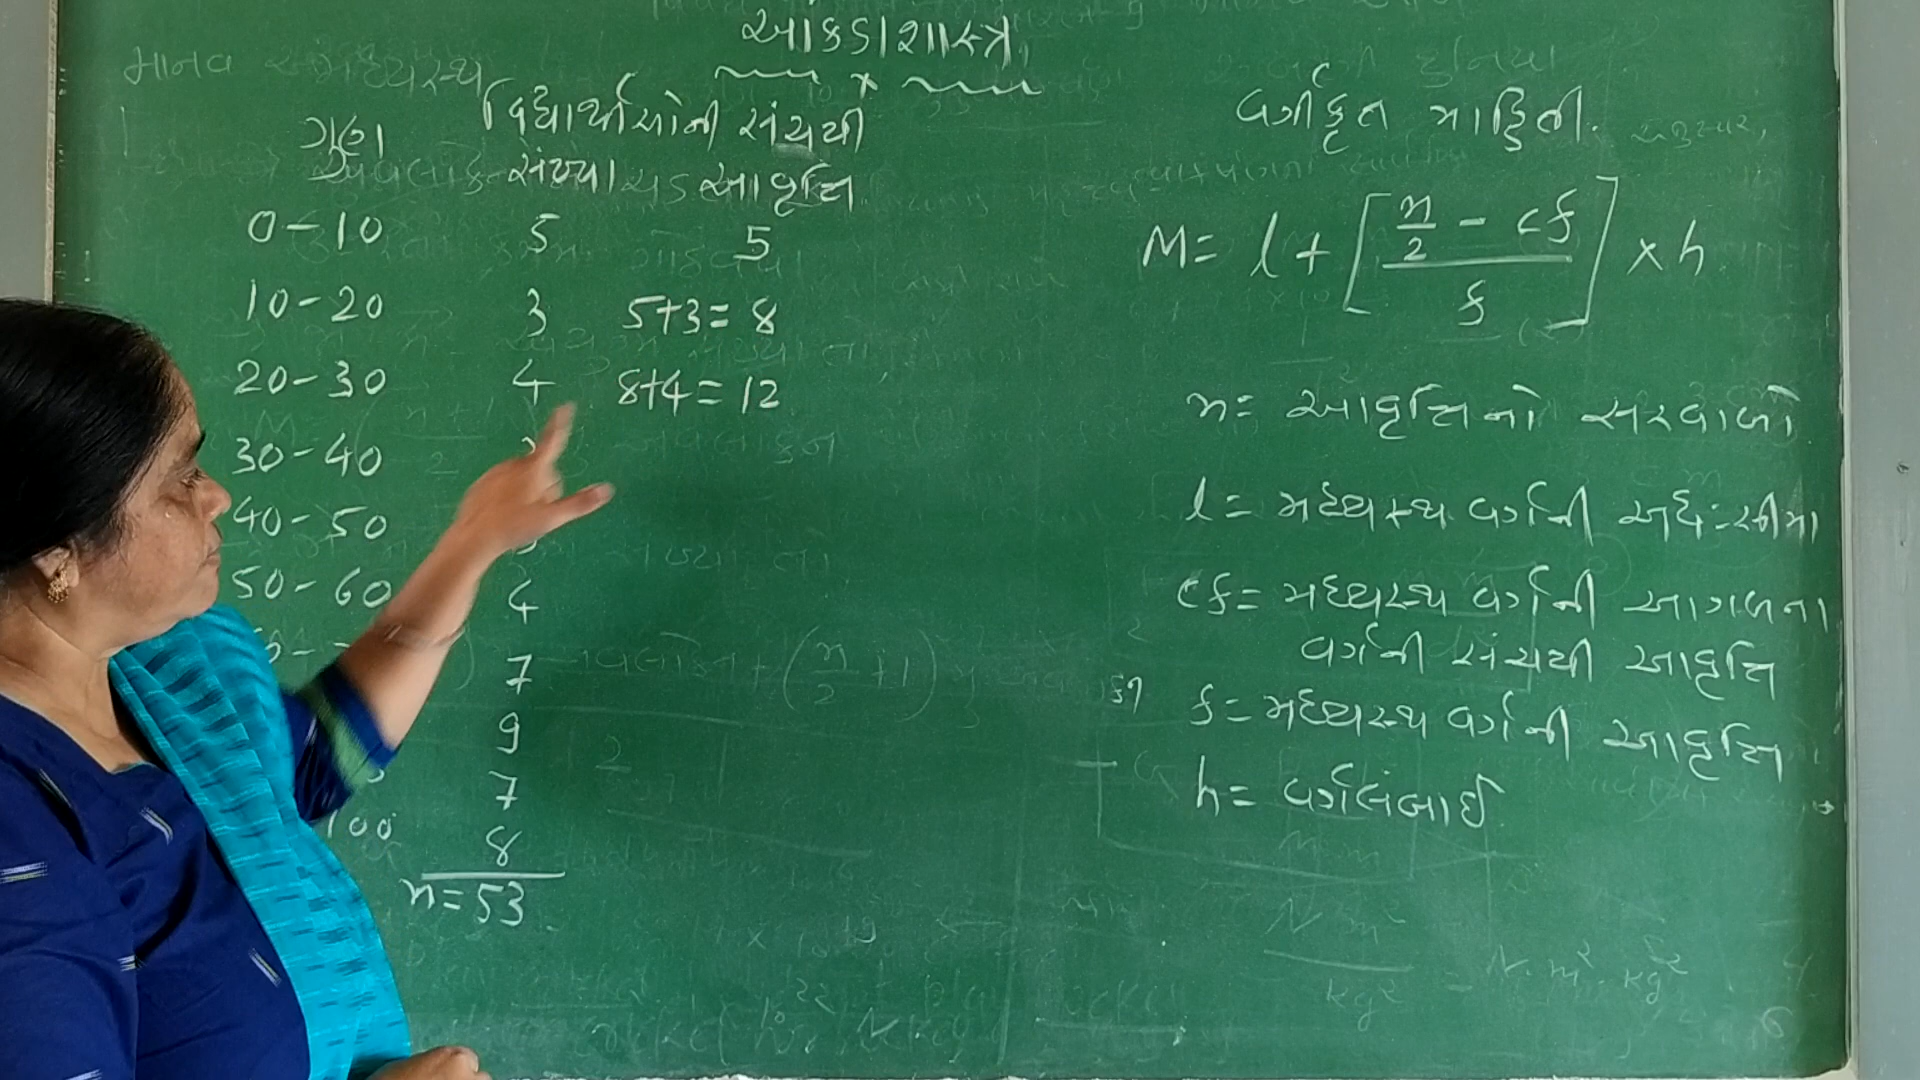 આંકડાશાસ્ત્ર
ગુણ વિદ્યાર્થીઓની સંખ્યા સંચયી આવૃત્તિ
0-10 5 5
10-20 3 5+3=8
20-30 4 8+4=12
30-40
40-50
50-60 4
7
9
7
100 8
n=53
વર્ગીકૃત માહિતી.
M= l + [ (n/2 - cf) / f ] × h
n= આવૃત્તિનો સરવાળો
l= મધ્યસ્થ વર્ગની અધઃસીમા
cf= મધ્યસ્થ વર્ગની આગળના
વર્ગની સંચયી આવૃત્તિ
f= મધ્યસ્થ વર્ગની આવૃત્તિ
h= વર્ગલંબાઈ